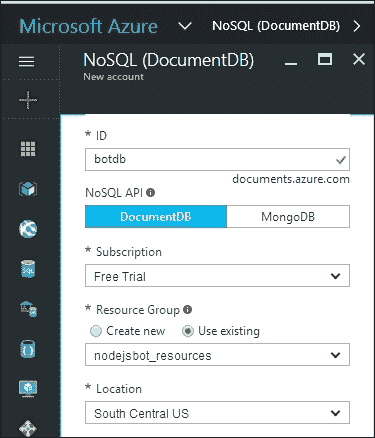 Microsoft Azure NoSQL (DocumentDB)
NoSQL (DocumentDB)
New account
* ID
botdb
documents.azure.com
NoSQL API
DocumentDB MongoDB
* Subscription
Free Trial
* Resource Group
Create new Use existing
nodejsbot_resources
* Location
South Central US